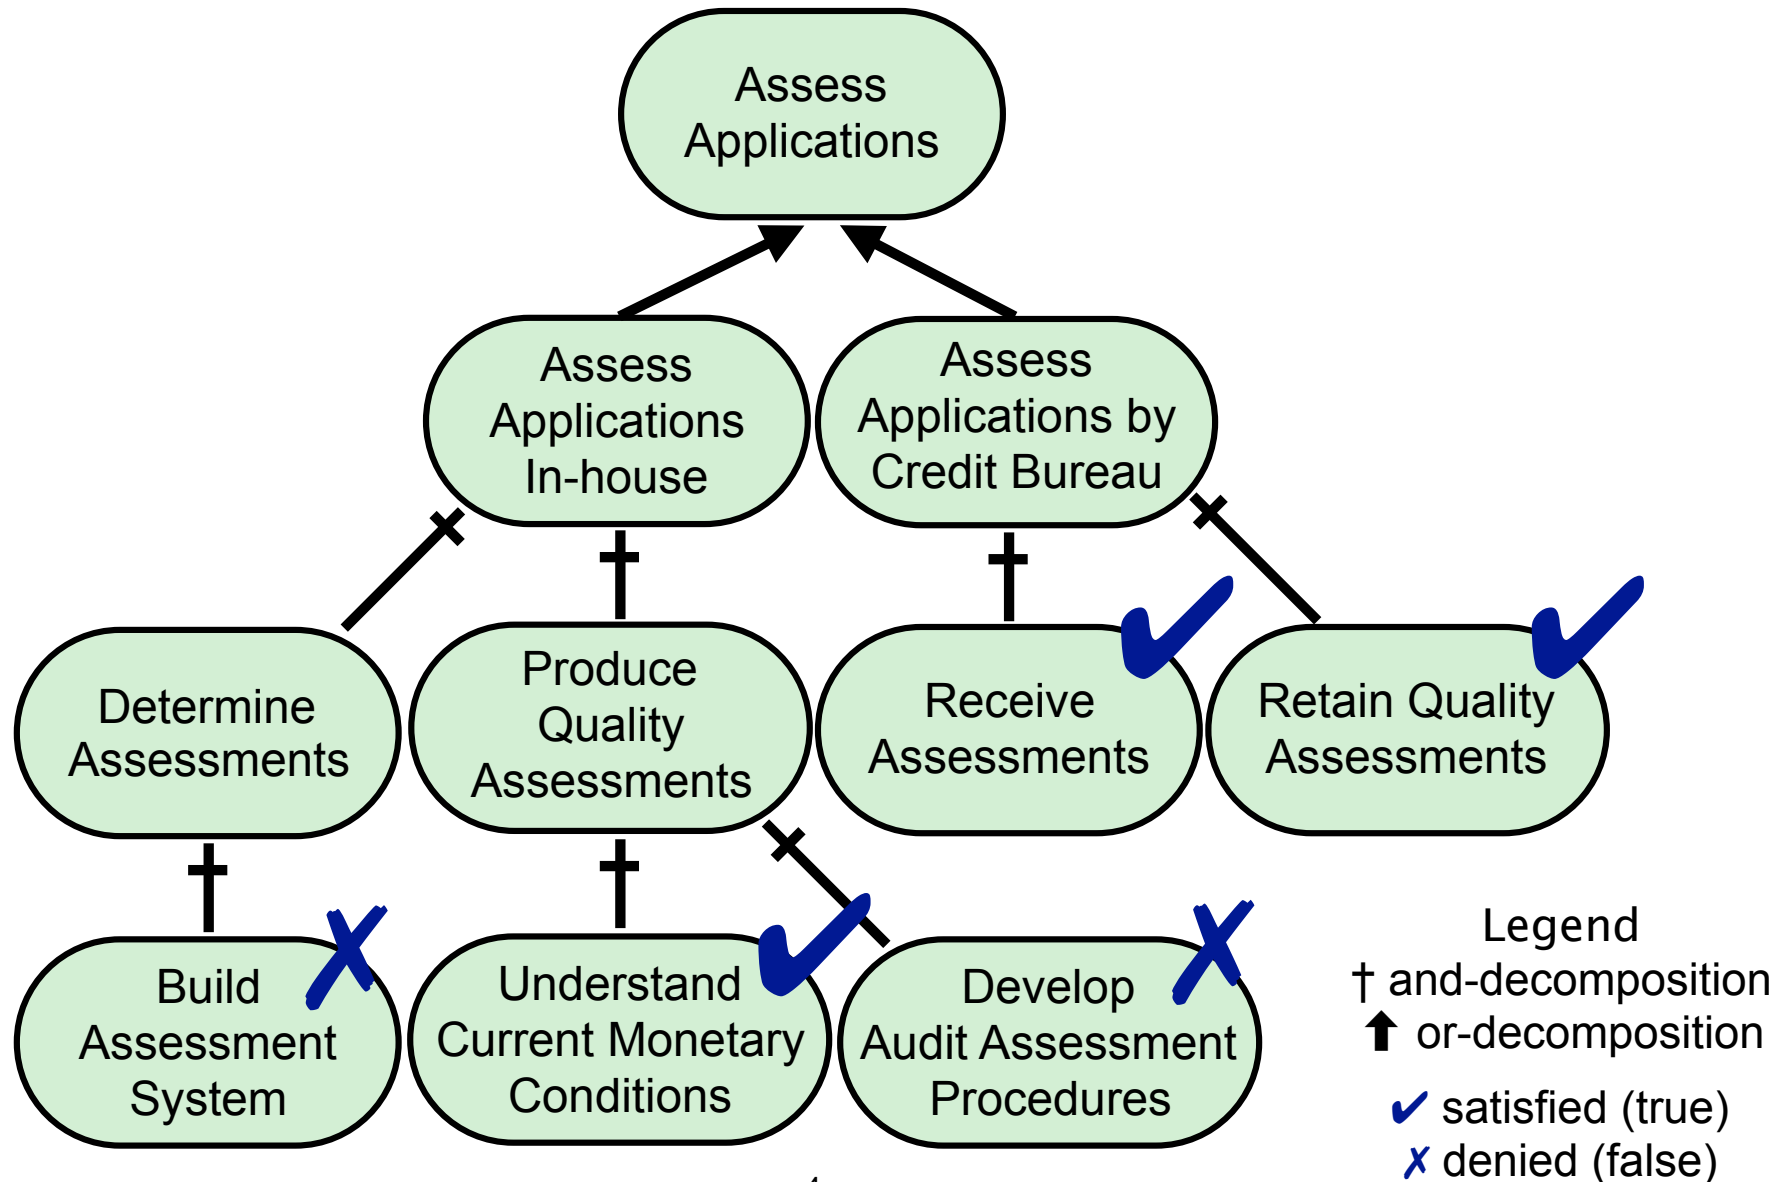 Assess
Applications
Assess
Applications
In-house
Assess
Applications by
Credit Bureau
Determine
Assessments
Produce
Quality
Assessments
Receive
Assessments
Retain Quality
Assessments
Build
Assessment
System
Understand
Current Monetary
Conditions
Develop
Audit Assessment
Procedures
Legend
† and-decomposition
⬆ or-decomposition
✔ satisfied (true)
✗ denied (false)